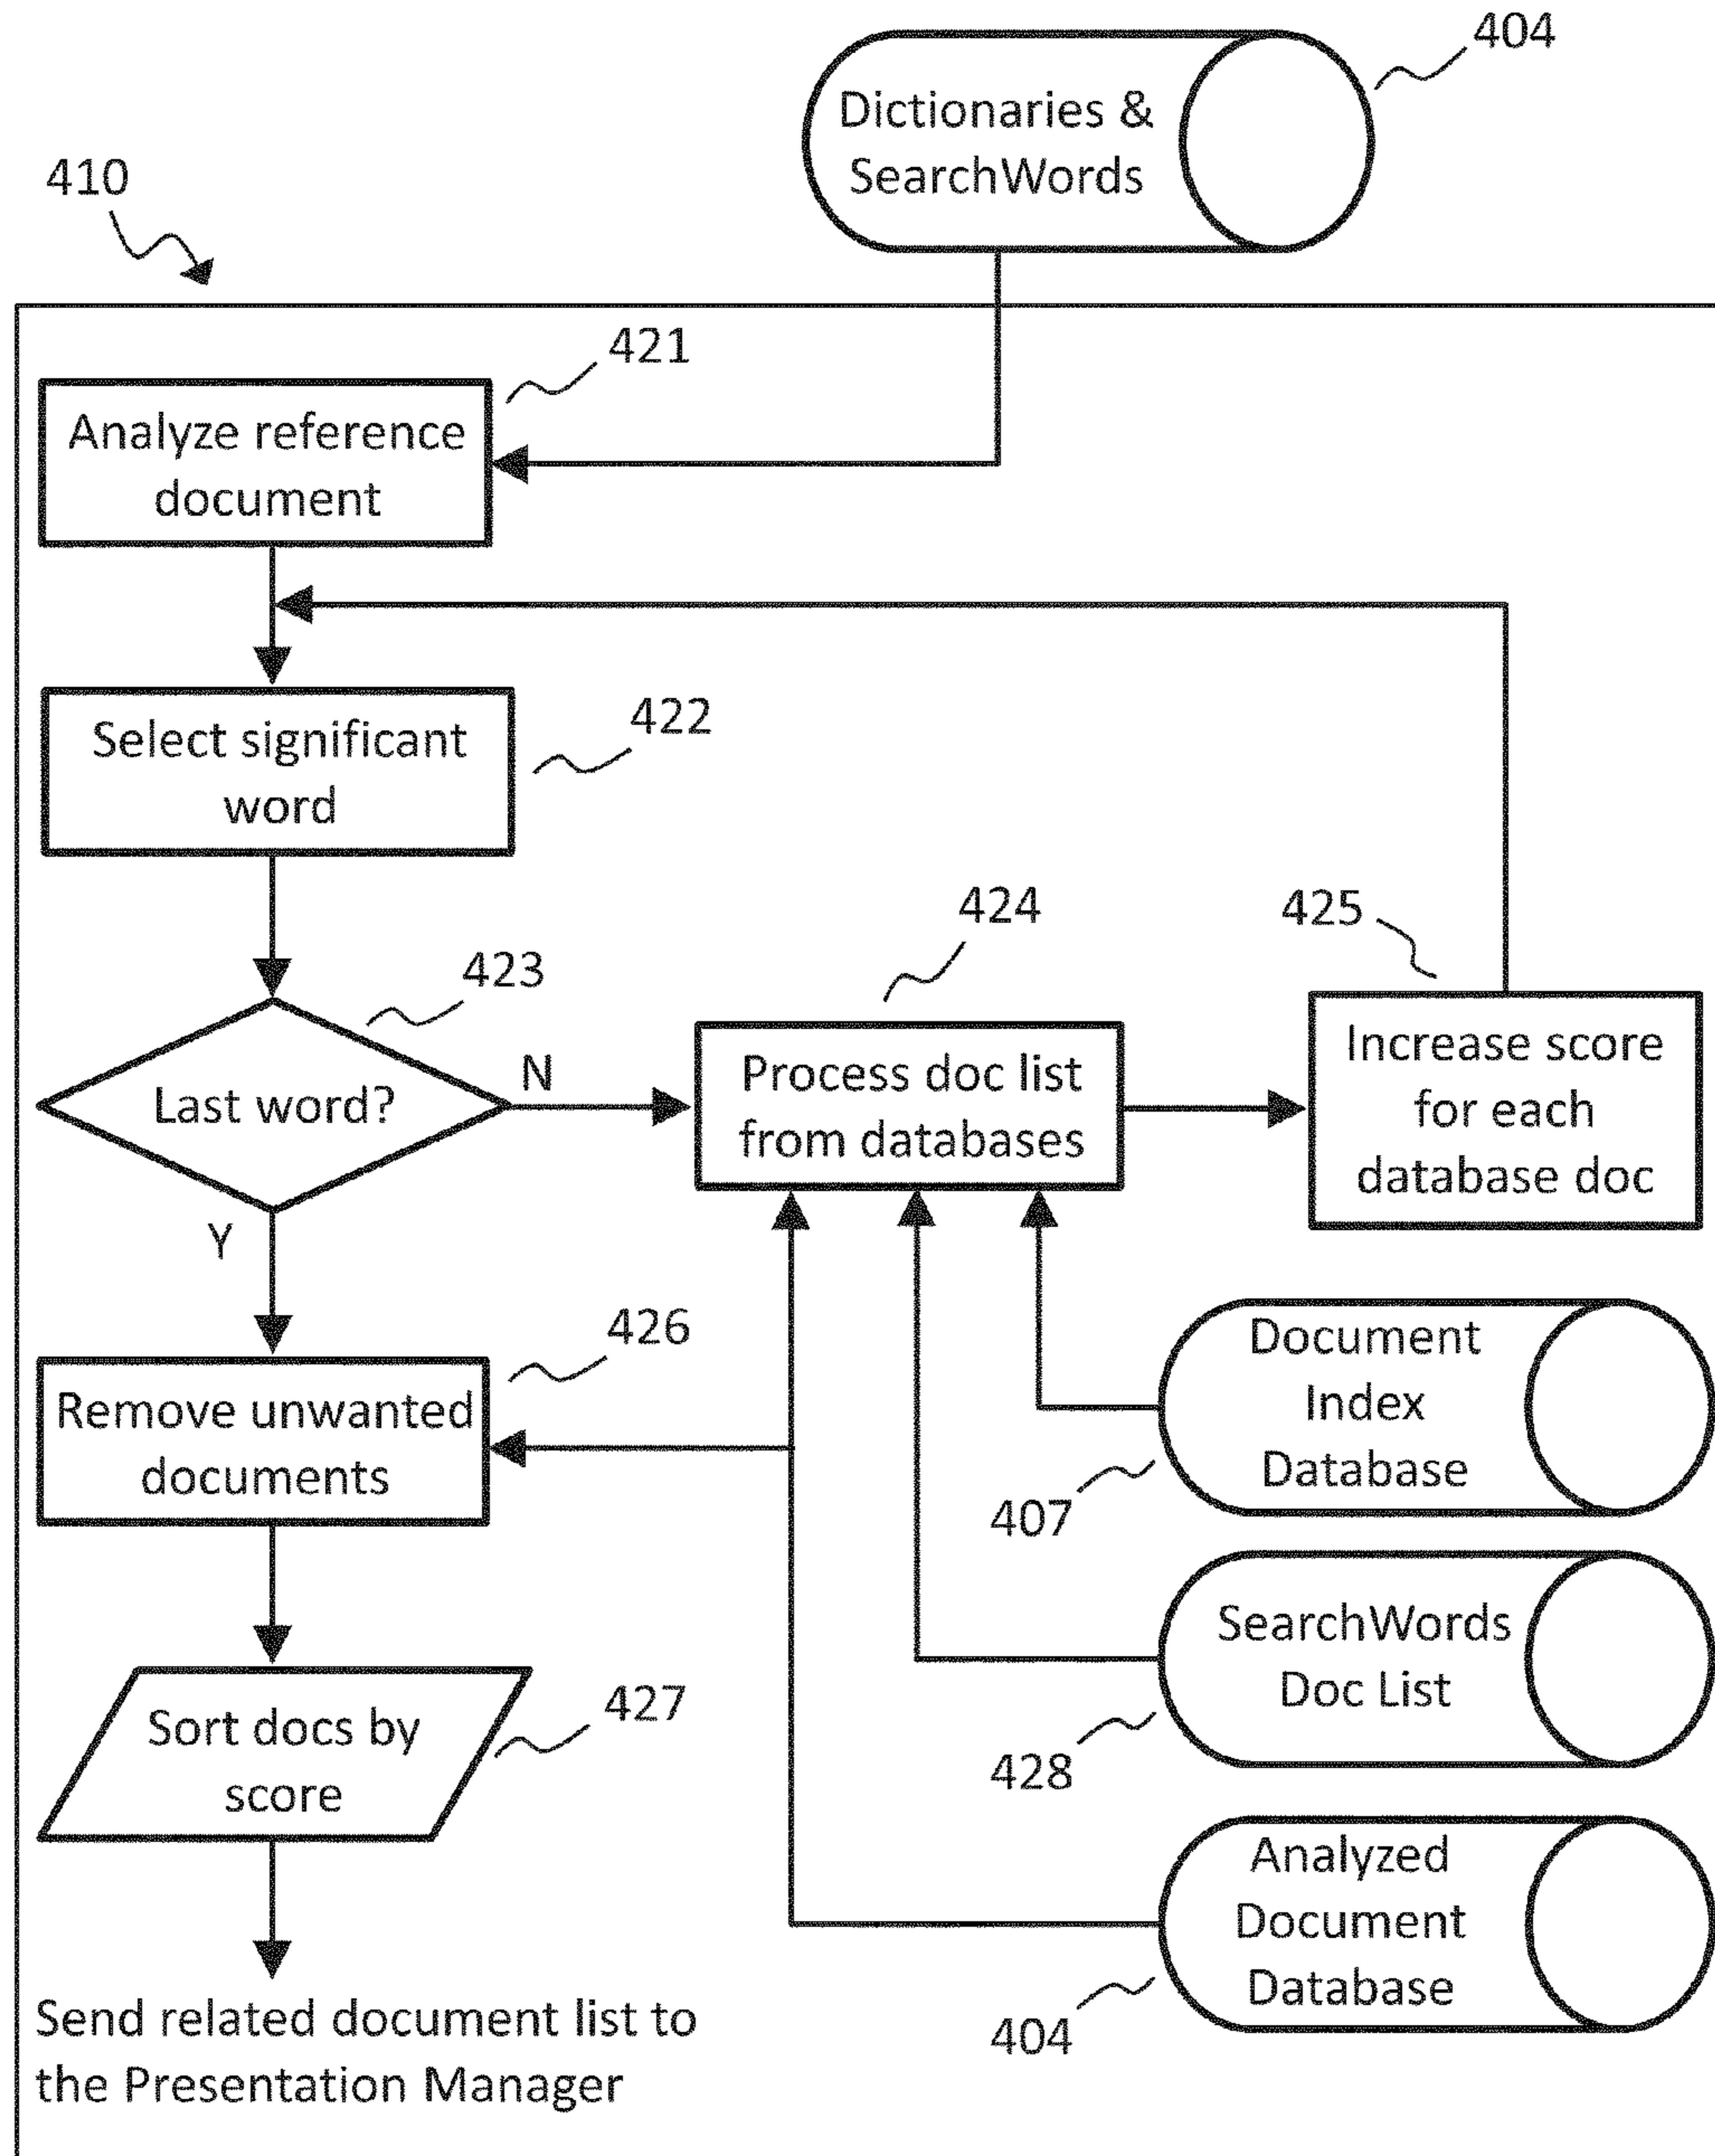 404
Dictionaries &
SearchWords
410
421
Analyze reference
document
422
Select significant
word
423
Last word?
N
Y
424
Process doc list
from databases
425
Increase score
for each
database doc
426
Remove unwanted
documents
Document
Index
Database
407
427
Sort docs by
score
SearchWords
Doc List
428
Analyzed
Document
Database
404
Send related document list to
the Presentation Manager